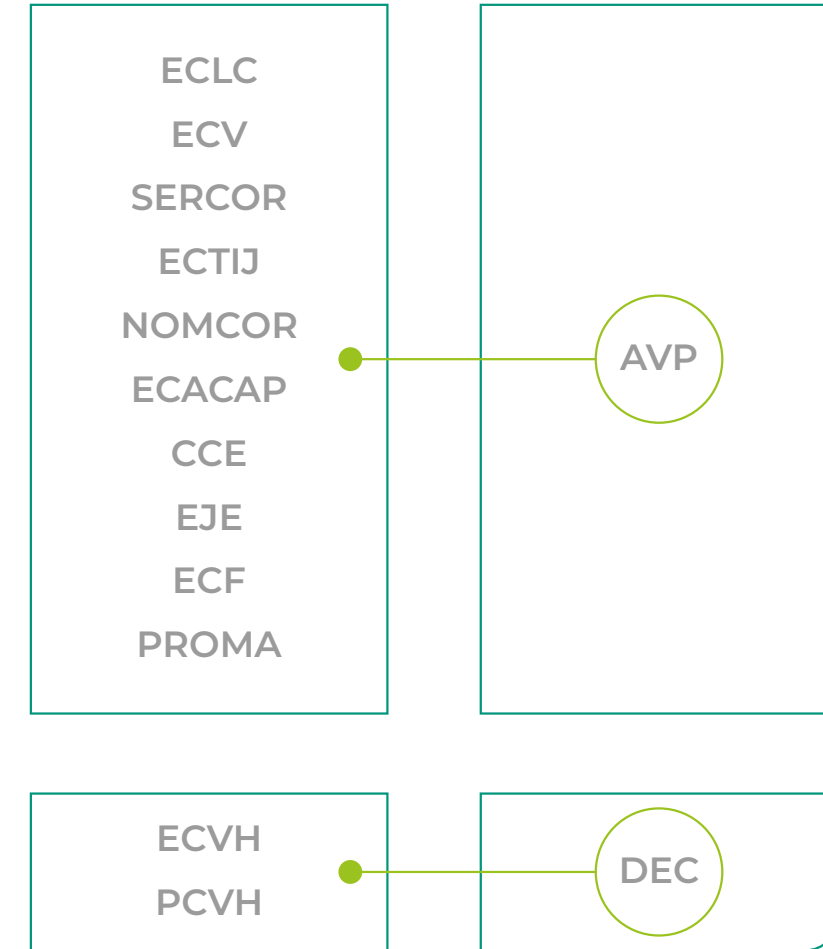 ECLC
ECV
SERCOR
ECTIJ
NOMCOR
ECACAP
CCE
EJE
ECF
PROMA
AVP
ECVH
PCVH
DEC